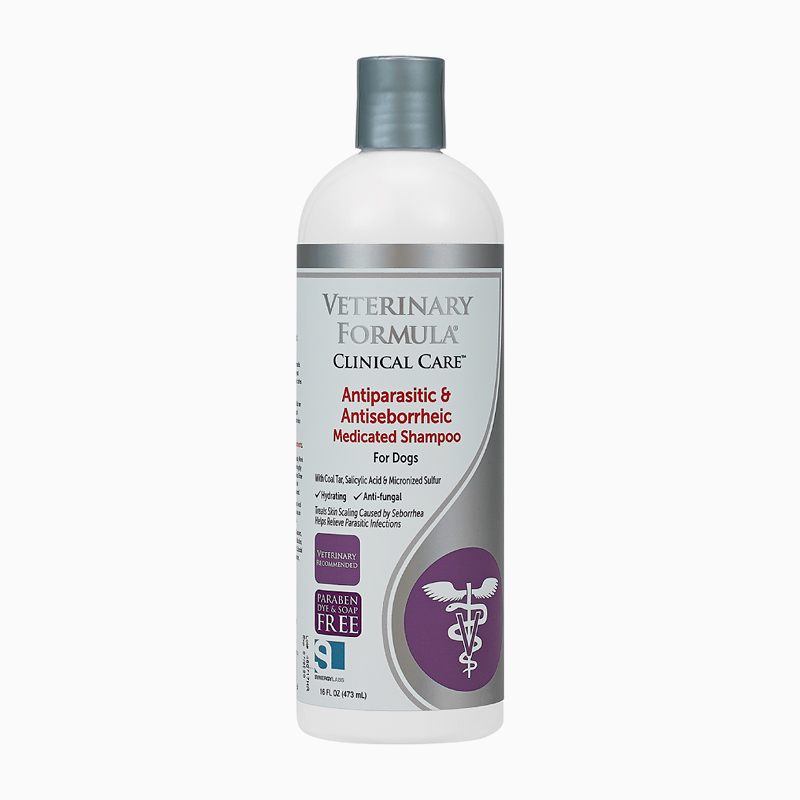 VETERINARY
FORMULA®
CLINICAL CARE™
Antiparasitic &
Antiseborrheic
Medicated Shampoo
For Dogs
With Coal Tar, Salicylic Acid & Micronized Sulfur
✓Hydrating ✓Anti-fungal
Treats Skin Scaling Caused by Seborrhea
Helps Relieve Parasitic Infections
VETERINARY
RECOMMENDED
PARABEN
DYE & SOAP
FREE
SYNERGYLABS
16 FL OZ (473 mL)